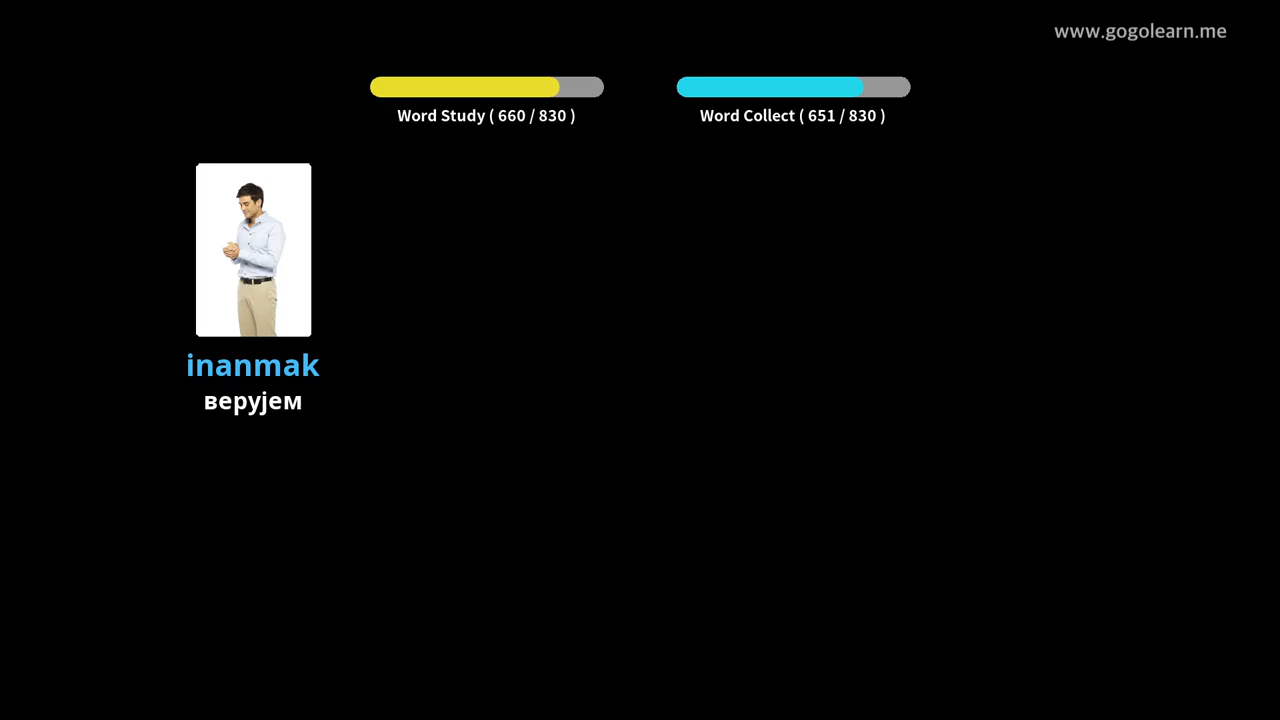 www.gogolearn.me
Word Study ( 660 / 830 )
Word Collect ( 651 / 830 )
inanmak
верујем